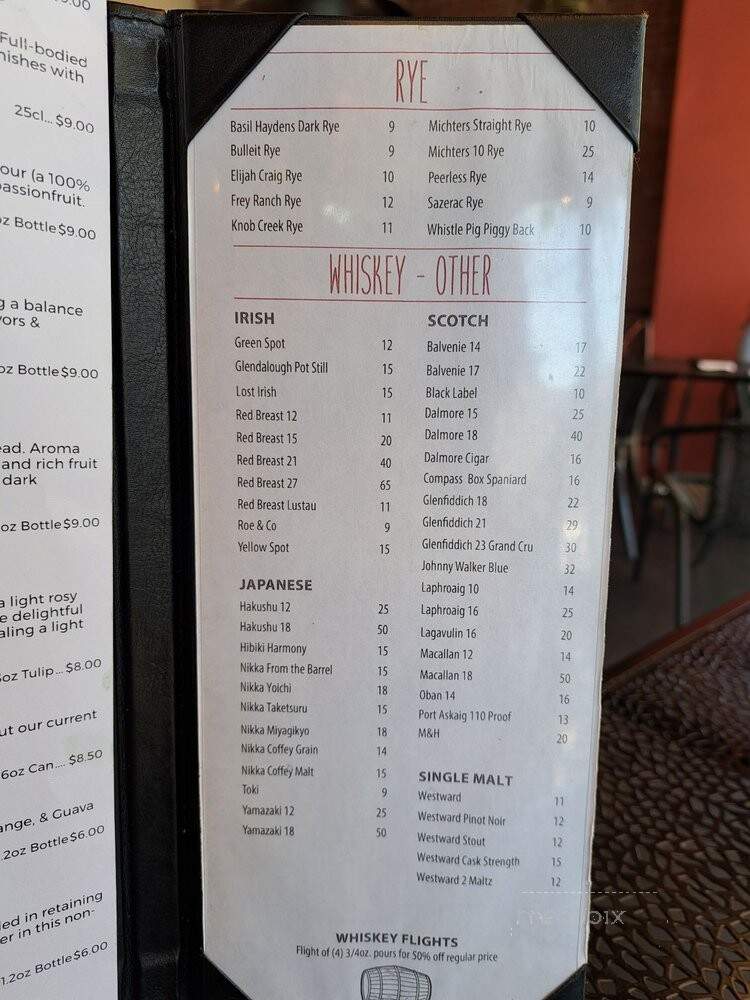 Full-bodied
nishes with
25cl... $9.00
our (a 100%
passionfruit.
oz Bottle $9.00
g a balance
vors &
oz Bottle $9.00
ead. Aroma
and rich fruit
dark
oz Bottle $9.00
a light rosy
e delightful
aling a light
oz Tulip... $8.00
ut our current
6oz Can.... $8.50
ange, & Guava
.2oz Bottle $6.00
led in retaining
er in this non-
1.2oz Bottle $6.00
RYE
Basil Haydens Dark Rye 9
Bulleit Rye 9
Elijah Craig Rye 10
Frey Ranch Rye 12
Knob Creek Rye 11
Michters Straight Rye 10
Michters 10 Rye 25
Peerless Rye 14
Sazerac Rye 9
Whistle Pig Piggy Back 10
WHISKEY - OTHER
IRISH
Green Spot 12
Glendalough Pot Still 15
Lost Irish 15
Red Breast 12 11
Red Breast 15 20
Red Breast 21 40
Red Breast 27 65
Red Breast Lustau 11
Roe & Co 9
Yellow Spot 15
JAPANESE
Hakushu 12 25
Hakushu 18 50
Hibiki Harmony 15
Nikka From the Barrel 15
Nikka Yoichi 18
Nikka Taketsuru 15
Nikka Miyagikyo 18
Nikka Coffey Grain 14
Nikka Coffey Malt 15
Toki 9
Yamazaki 12 25
Yamazaki 18 50
SCOTCH
Balvenie 14 17
Balvenie 17 22
Black Label 10
Dalmore 15 25
Dalmore 18 40
Dalmore Cigar 16
Compass Box Spaniard 16
Glenfiddich 18 22
Glenfiddich 21 29
Glenfiddich 23 Grand Cru 30
Johnny Walker Blue 32
Laphroaig 10 14
Laphroaig 16 25
Lagavulin 16 20
Macallan 12 14
Macallan 18 50
Oban 14 16
Port Askaig 110 Proof 13
M&H 20
SINGLE MALT
Westward 11
Westward Pinot Noir 12
Westward Stout 12
Westward Cask Strength 15
Westward 2 Maltz 12
WHISKEY FLIGHTS
Flight of (4) 3/4oz. pours for 50% off regular price